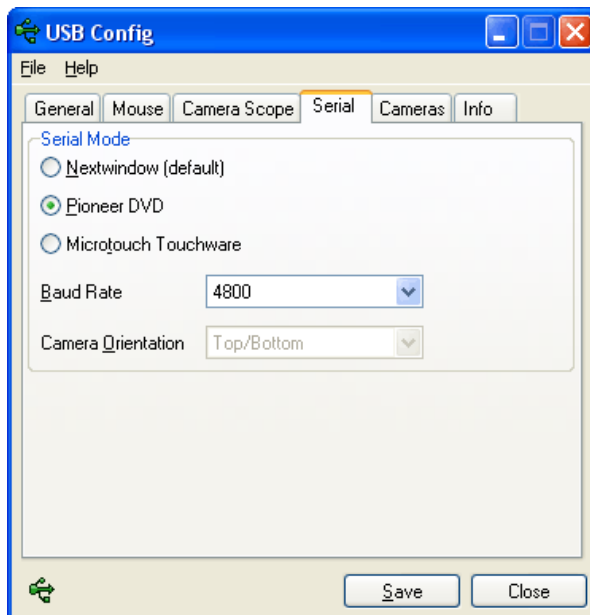 USB Config
File Help
General Mouse Camera Scope Serial Cameras Info
Serial Mode
Nextwindow (default)
Pioneer DVD
Microtouch Touchware
Baud Rate 4800
Camera Orientation Top/Bottom
Save Close